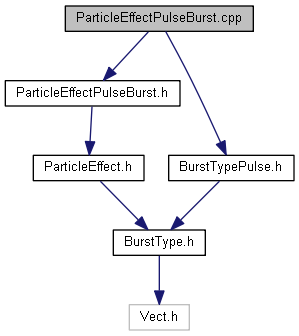 ParticleEffectPulseBurst.cpp
ParticleEffectPulseBurst.h
ParticleEffect.h
BurstTypePulse.h
BurstType.h
Vect.h